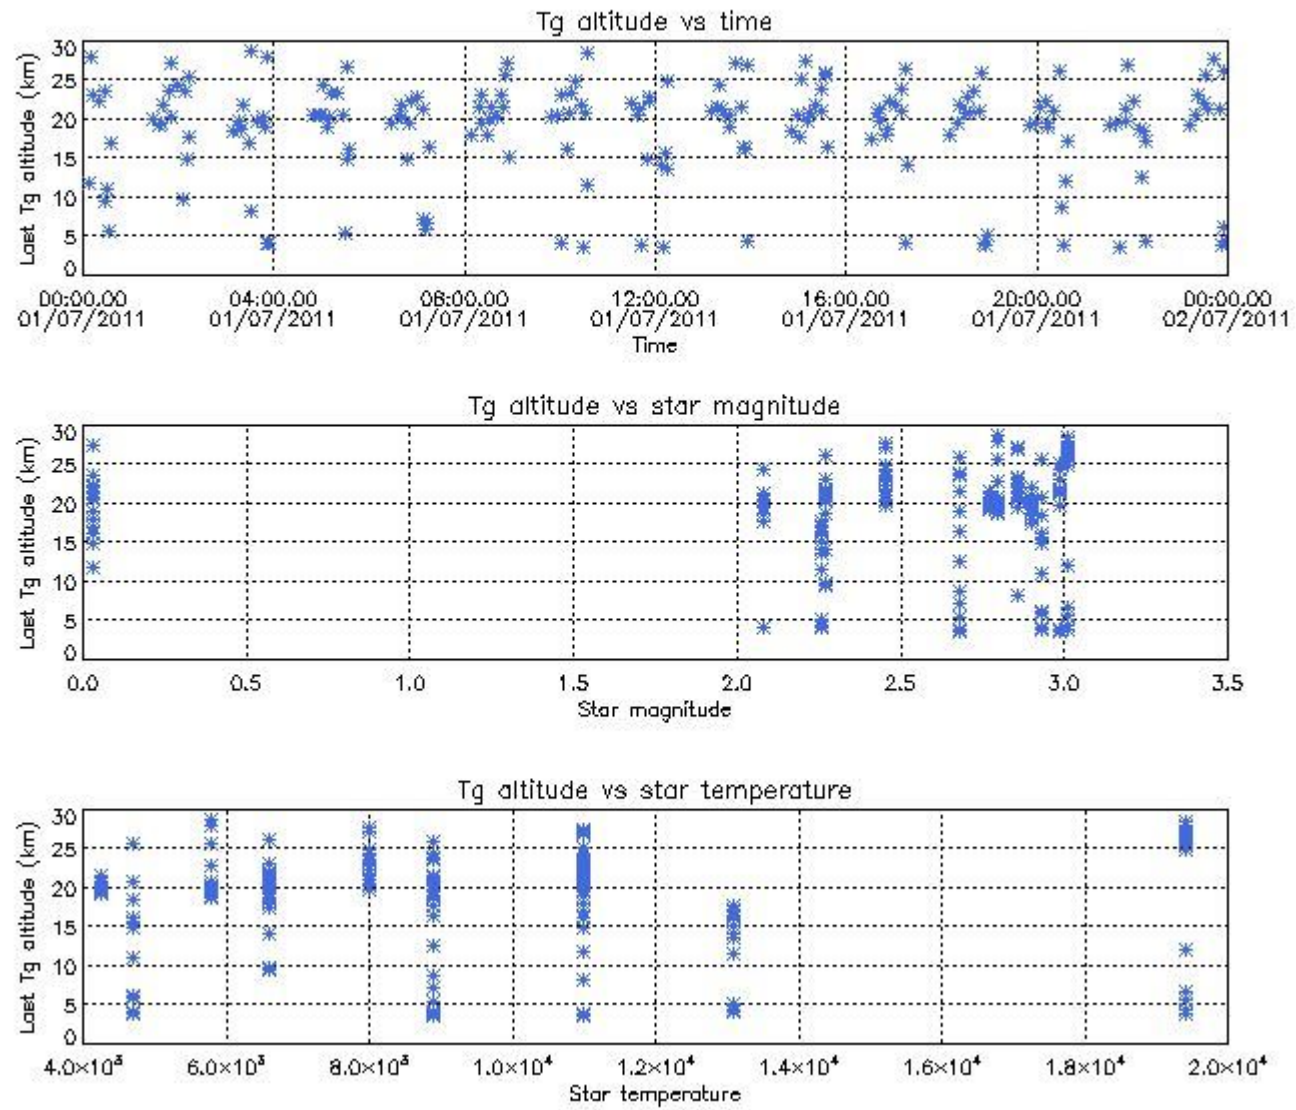 Tg altitude vs time
Last Tg altitude (km)
30
25
20
15
10
5
0
00:00.00 04:00.00 08:00.00 12:00.00 16:00.00 20:00.00 00:00.00
01/07/2011 01/07/2011 01/07/2011 01/07/2011 01/07/2011 01/07/2011 02/07/2011
Time
Tg altitude vs star magnitude
Last Tg altitude (km)
30
25
20
15
10
5
0
0.0 0.5 1.0 1.5 2.0 2.5 3.0 3.5
Star magnitude
Tg altitude vs star temperature
Last Tg altitude (km)
30
25
20
15
10
5
0
4.0×10³ 6.0×10³ 8.0×10³ 1.0×10⁴ 1.2×10⁴ 1.4×10⁴ 1.6×10⁴ 1.8×10⁴ 2.0×10⁴
Star temperature